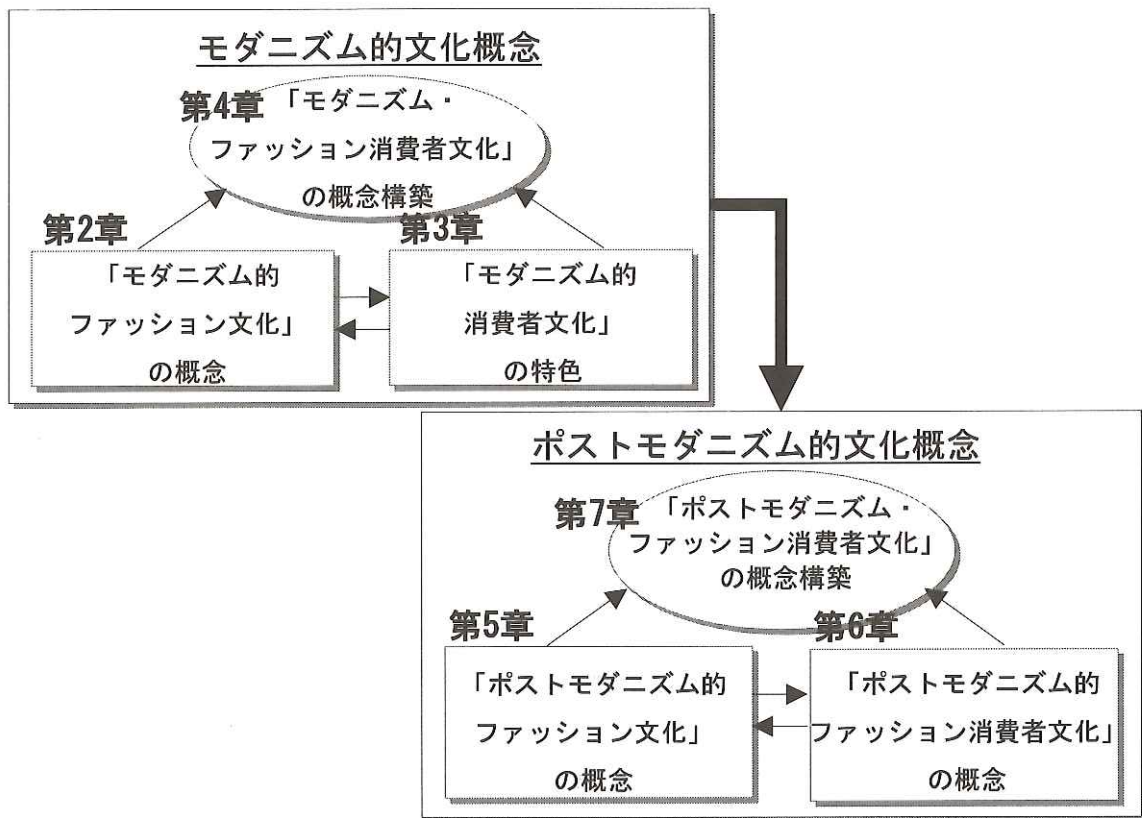 モダニズム的文化概念
第4章
「モダニズム・
ファッション消費者文化」
の概念構築
第2章
「モダニズム的
ファッション文化」
の概念
第3章
「モダニズム的
消費者文化」
の特色
ポストモダニズム的文化概念
第7章
「ポストモダニズム・
ファッション消費者文化」
の概念構築
第5章
「ポストモダニズム的
ファッション文化」
の概念
第6章
「ポストモダニズム的
ファッション消費者文化」
の概念